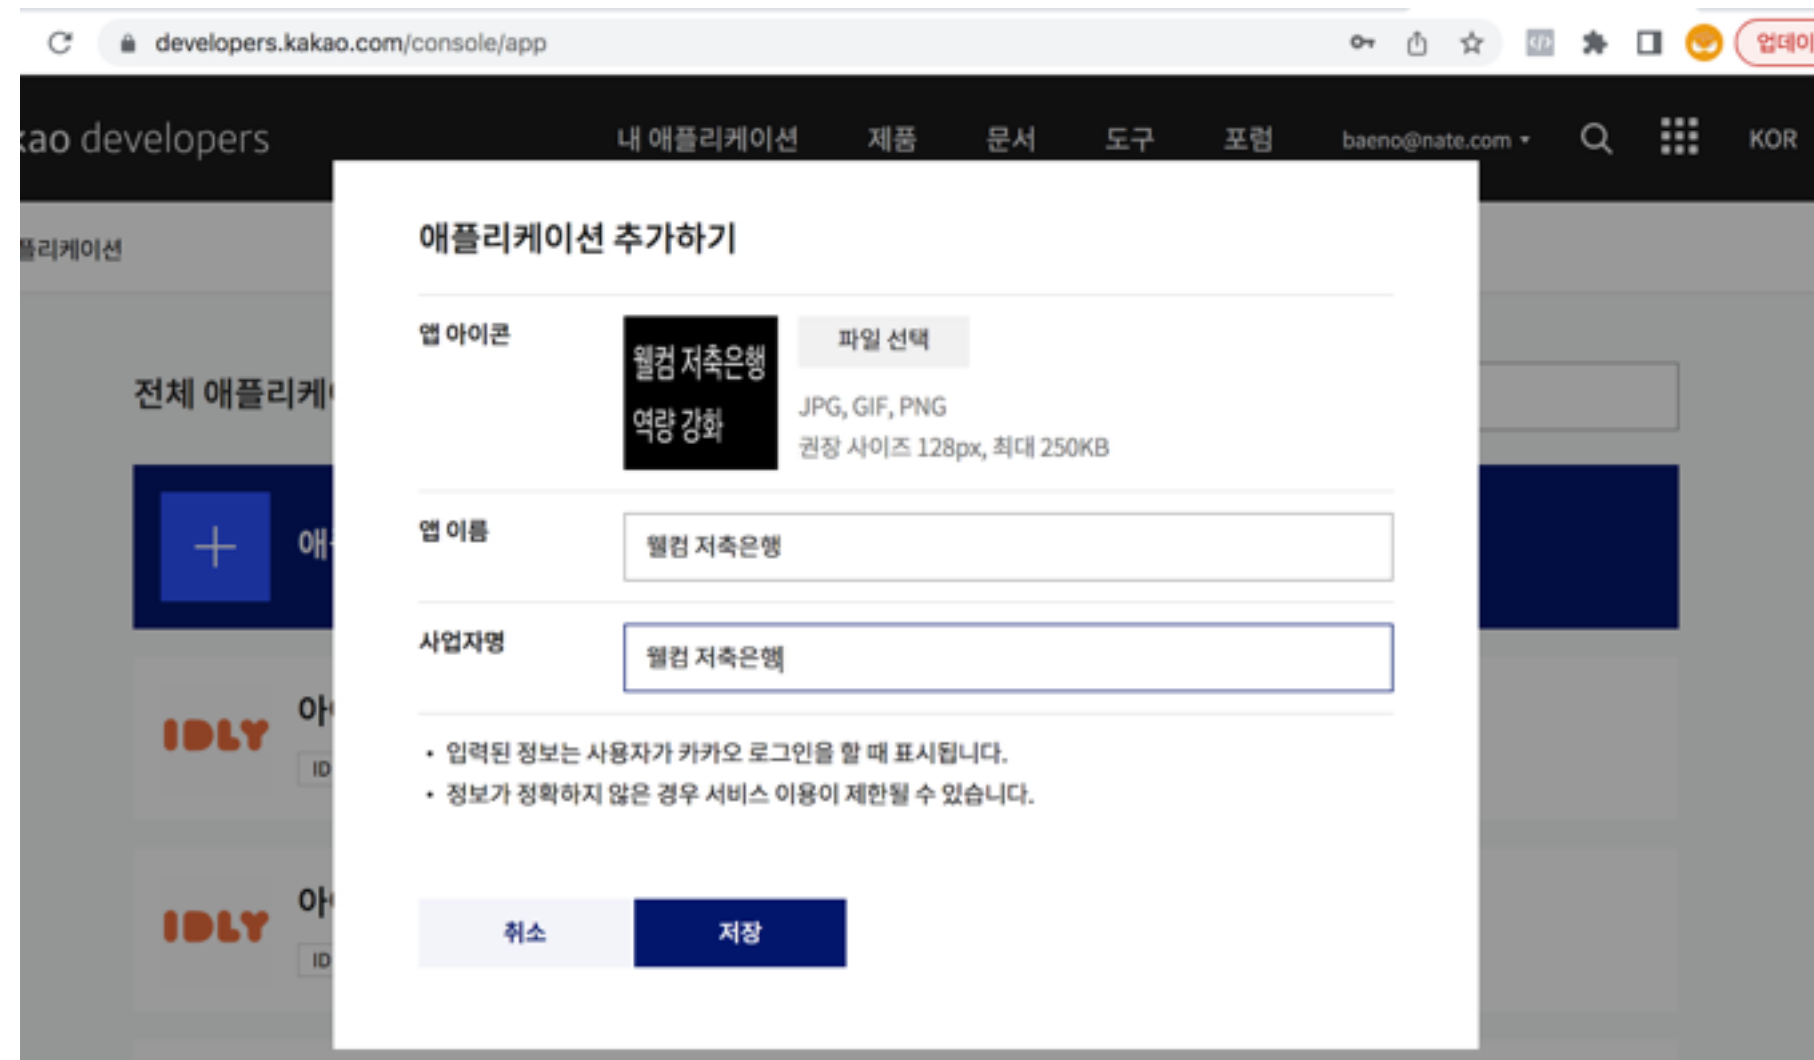 developers.kakao.com/console/app
업데이
kao developers
내 애플리케이션 제품 문서 도구 포럼 baeno@nate.com KOR
플리케이션
애플리케이션 추가하기
앱 아이콘
웰컴 저축은행
역량 강화
파일 선택
JPG, GIF, PNG
권장 사이즈 128px, 최대 250KB
전체 애플리케
앱 이름
웰컴 저축은행
애
사업자명
웰컴 저축은행
IDLY 아
ID
• 입력된 정보는 사용자가 카카오 로그인을 할 때 표시됩니다.
• 정보가 정확하지 않은 경우 서비스 이용이 제한될 수 있습니다.
IDLY 아
ID
취소 저장